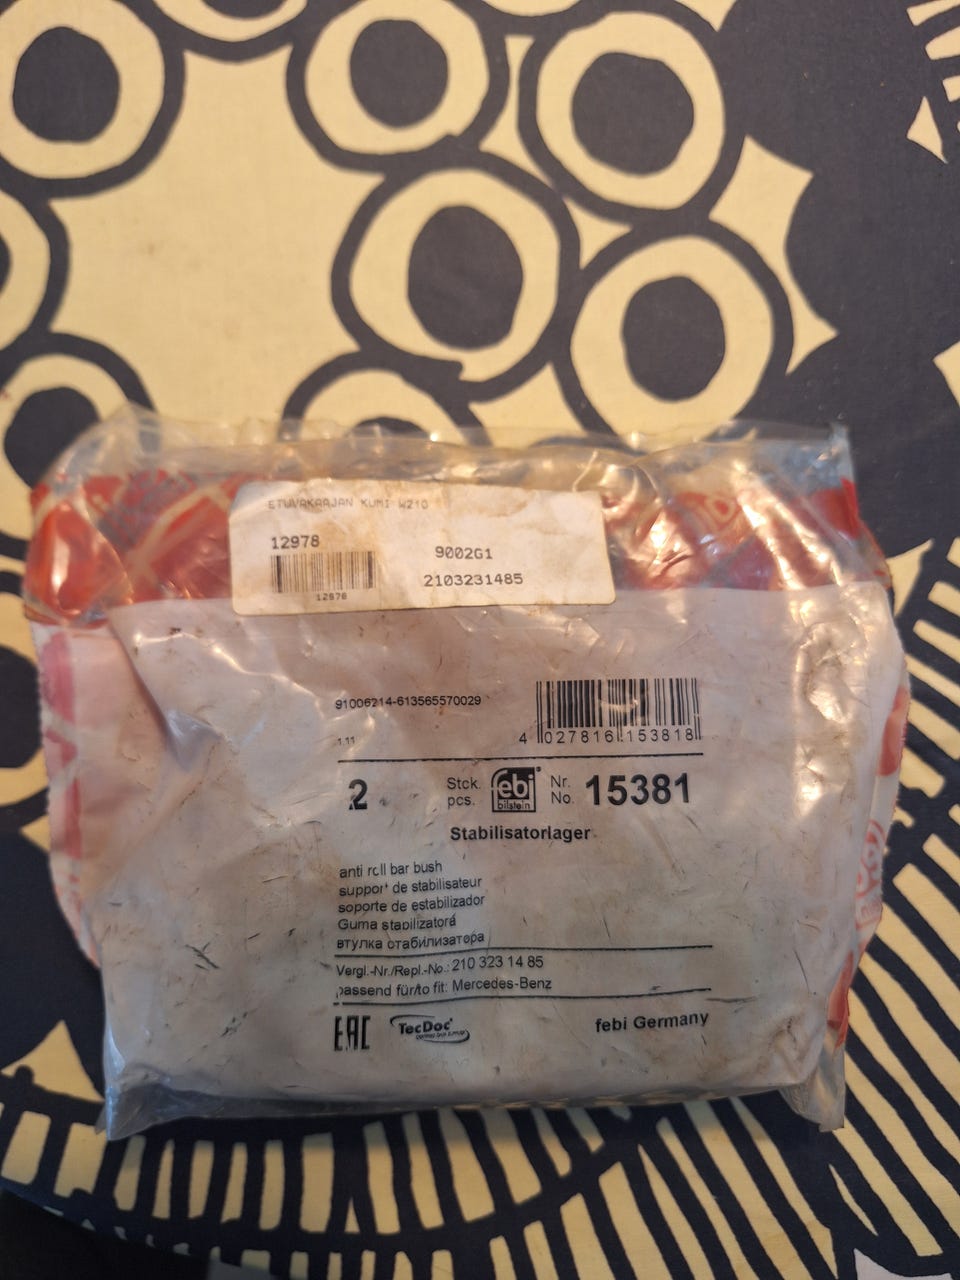 ETUVAKAAJAN KUMI W210
12978
9002G1
12978
2103231485
91006214-613565570029
1.11
4 027816 153818
2 Stck. pcs. febi bilstein Nr. No. 15381
Stabilisatorlager
anti roll bar bush
support de stabilisateur
soporte de estabilizador
Guma stabilizatora
втулка стабилизатора
Vergl.-Nr./Repl.-No.: 210 323 14 85
passend für/to fit: Mercedes-Benz
EAC TecDoc
febi Germany